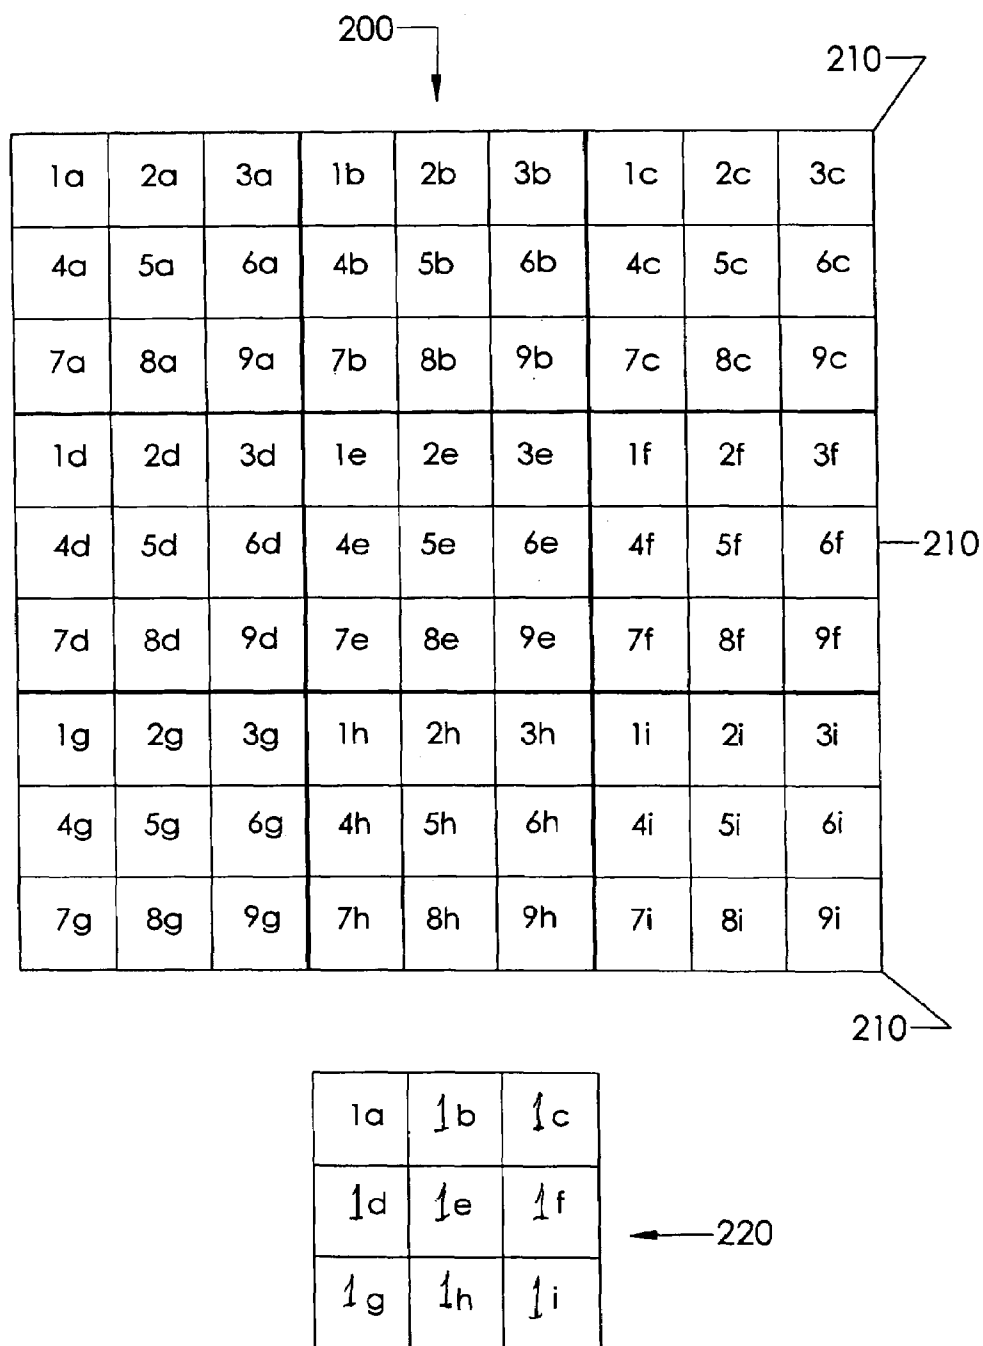 200
210
1a 2a 3a 1b 2b 3b 1c 2c 3c
4a 5a 6a 4b 5b 6b 4c 5c 6c
7a 8a 9a 7b 8b 9b 7c 8c 9c
1d 2d 3d 1e 2e 3e 1f 2f 3f
4d 5d 6d 4e 5e 6e 4f 5f 6f 210
7d 8d 9d 7e 8e 9e 7f 8f 9f
1g 2g 3g 1h 2h 3h 1i 2i 3i
4g 5g 6g 4h 5h 6h 4i 5i 6i
7g 8g 9g 7h 8h 9h 7i 8i 9i
210
1a 1b 1c
1d 1e 1f 220
1g 1h 1i